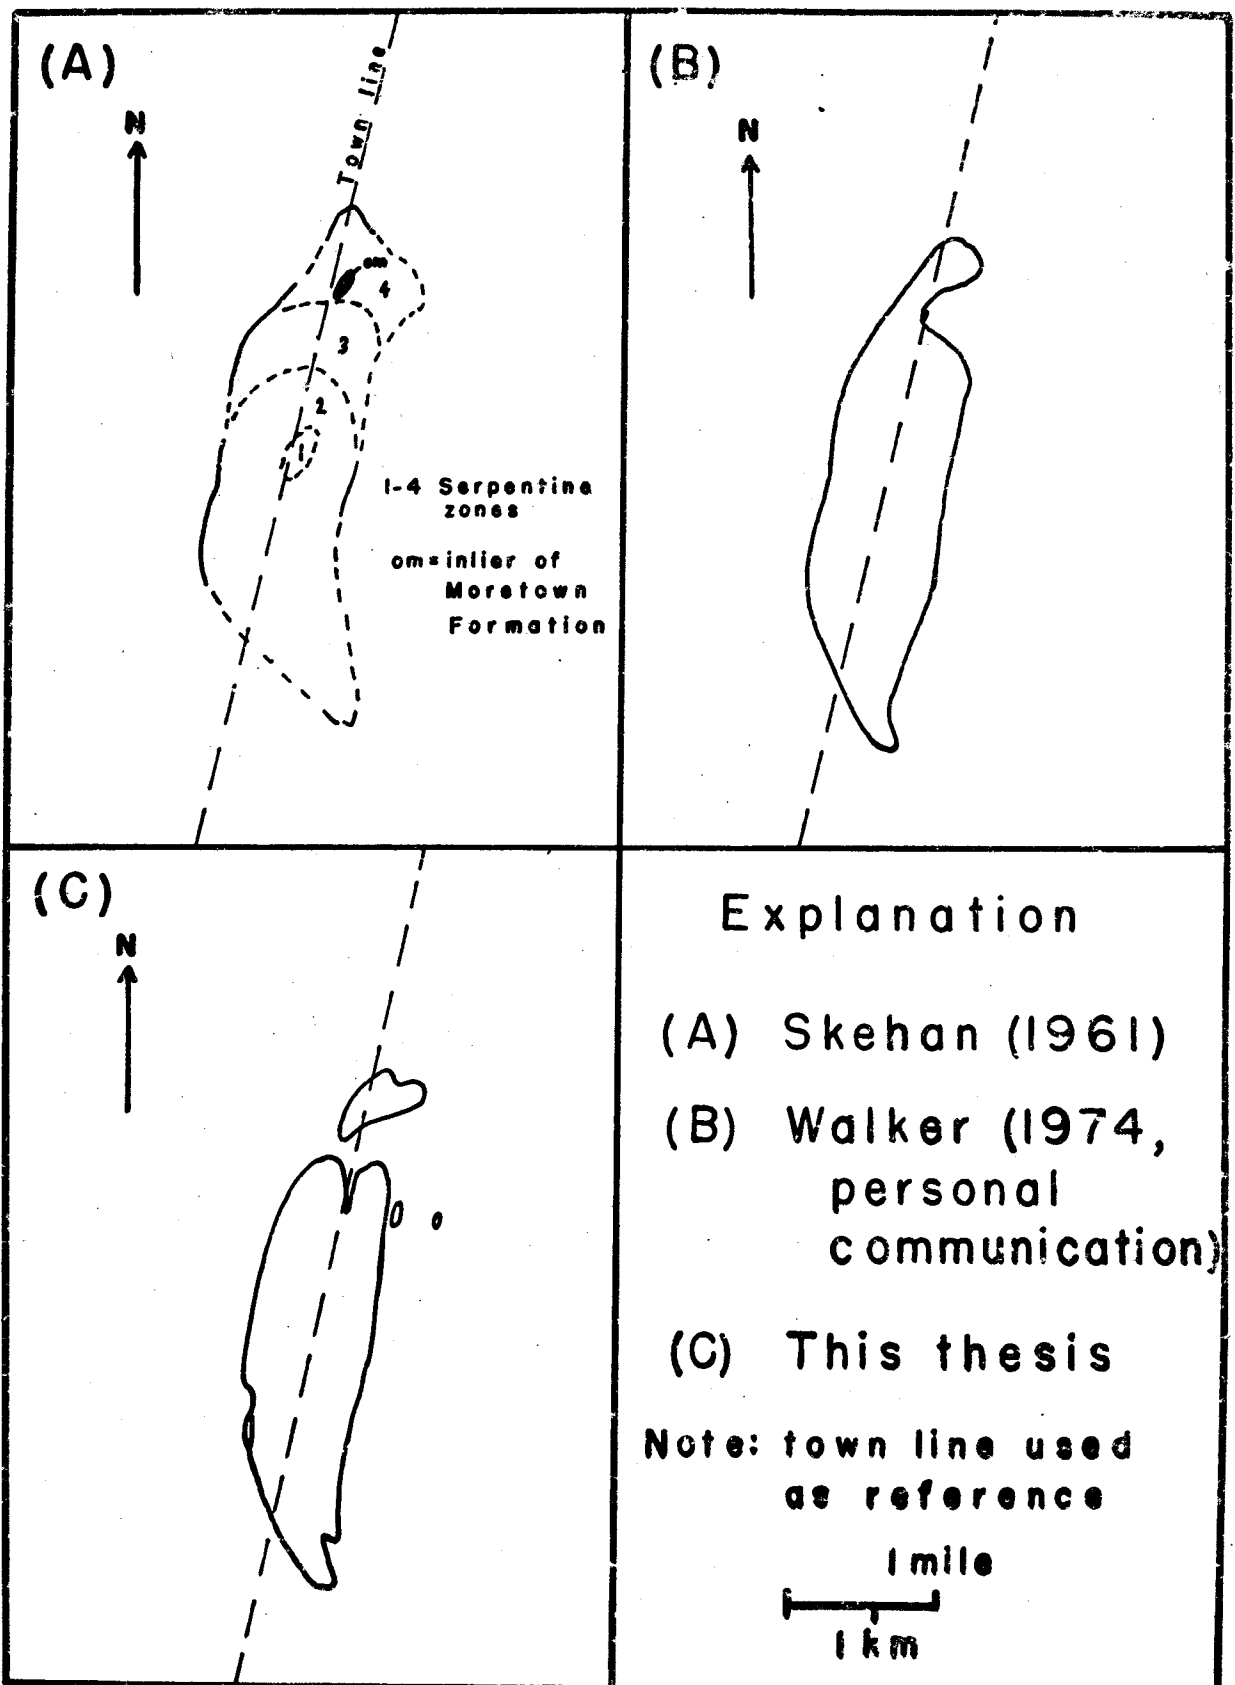 (A)
Town line
N
om
4
3
2
1
1-4 Serpentine
zones
om=inlier of
Moretown
Formation
(B)
N
(C)
N
Explanation
(A) Skehan (1961)
(B) Walker (1974,
personal
communication)
(C) This thesis
Note: town line used
as reference
1 mile
1 km